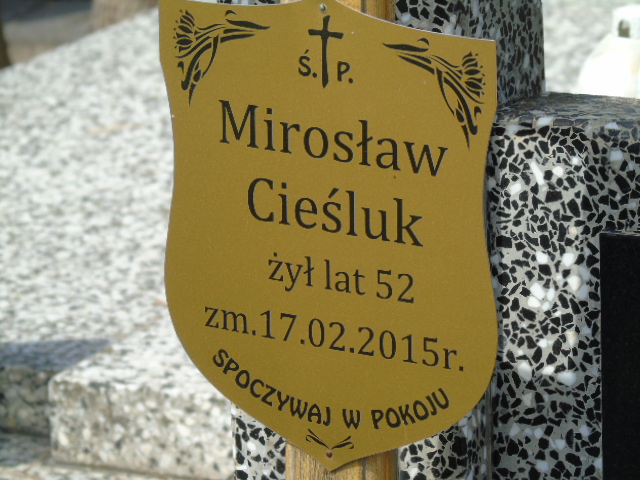 Ś. P.
Mirosław
Cieśluk
żył lat 52
zm.17.02.2015r.
SPOCZYWAJ W POKOJU